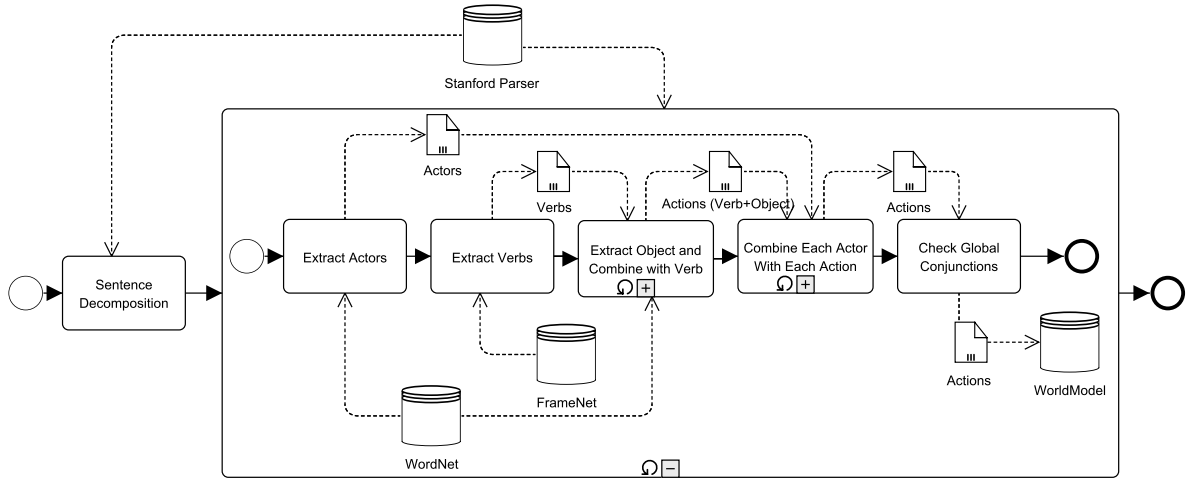 Stanford Parser
Actors
Verbs
Actions (Verb+Object)
Actions
Sentence
Decomposition
Extract Actors
Extract Verbs
Extract Object and
Combine with Verb
Combine Each Actor
With Each Action
Check Global
Conjunctions
FrameNet
Actions
WorldModel
WordNet